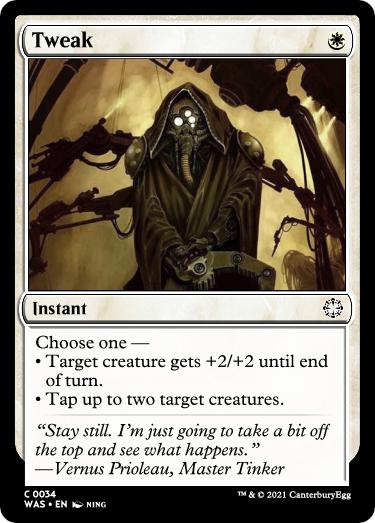 Tweak
Instant
Choose one —
• Target creature gets +2/+2 until end
of turn.
• Tap up to two target creatures.
“Stay still. I’m just going to take a bit off
the top and see what happens.”
—Vernus Prioleau, Master Tinker
C 0034
WAS • EN NING
™ & © 2021 CanterburyEgg